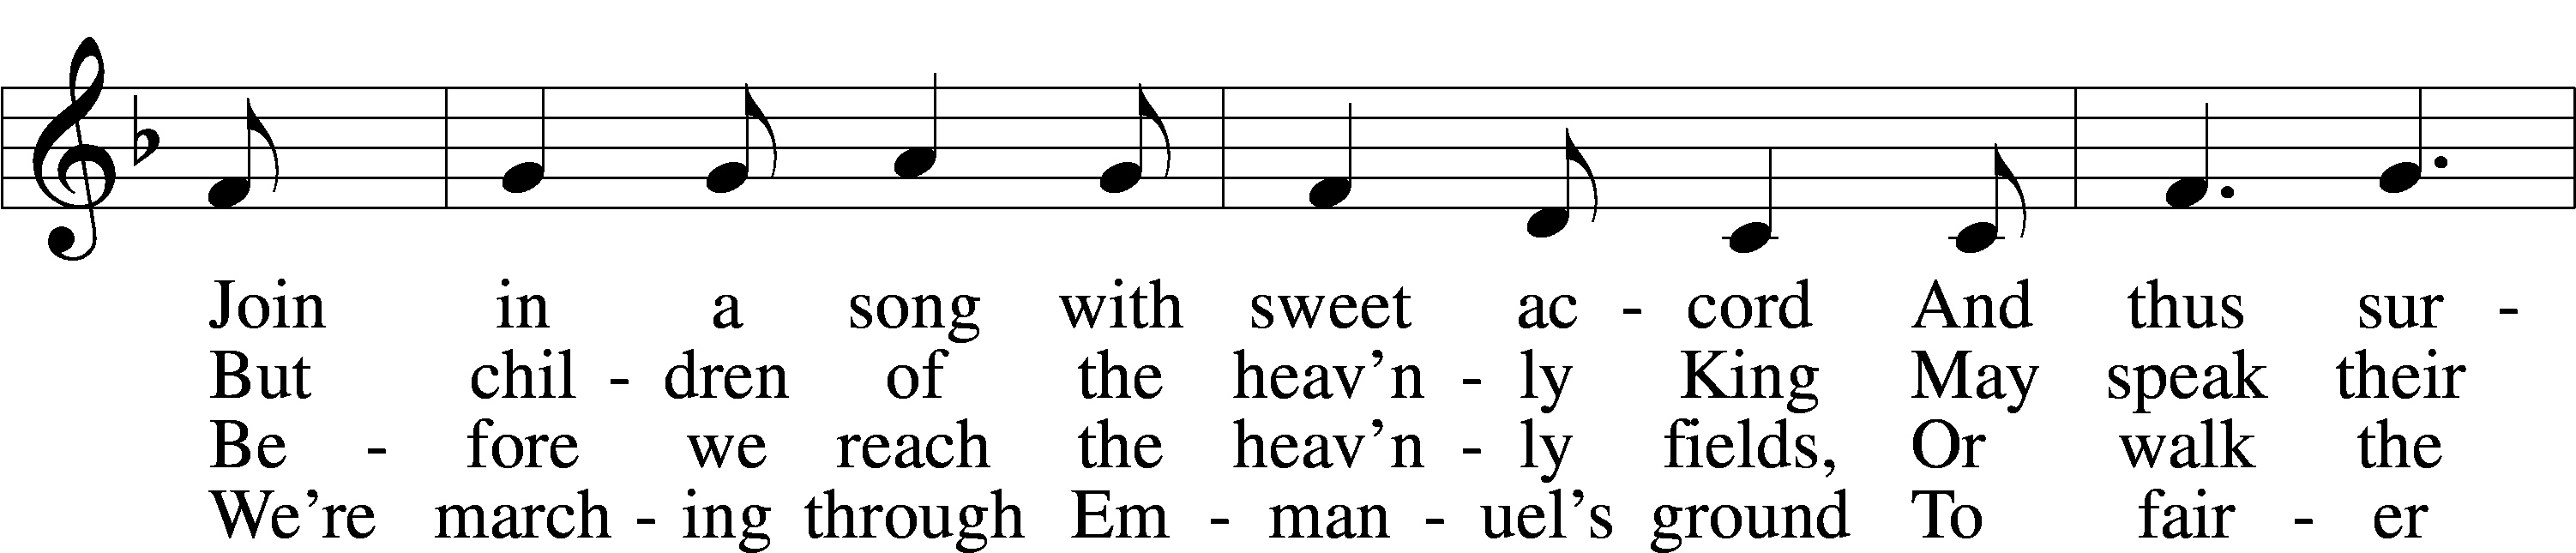 Join in a song with sweet ac - cord And thus sur -
But chil - dren of the heav'n - ly King May speak their
Be - fore we reach the heav'n - ly fields, Or walk the
We're march - ing through Em - man - uel's ground To fair - er